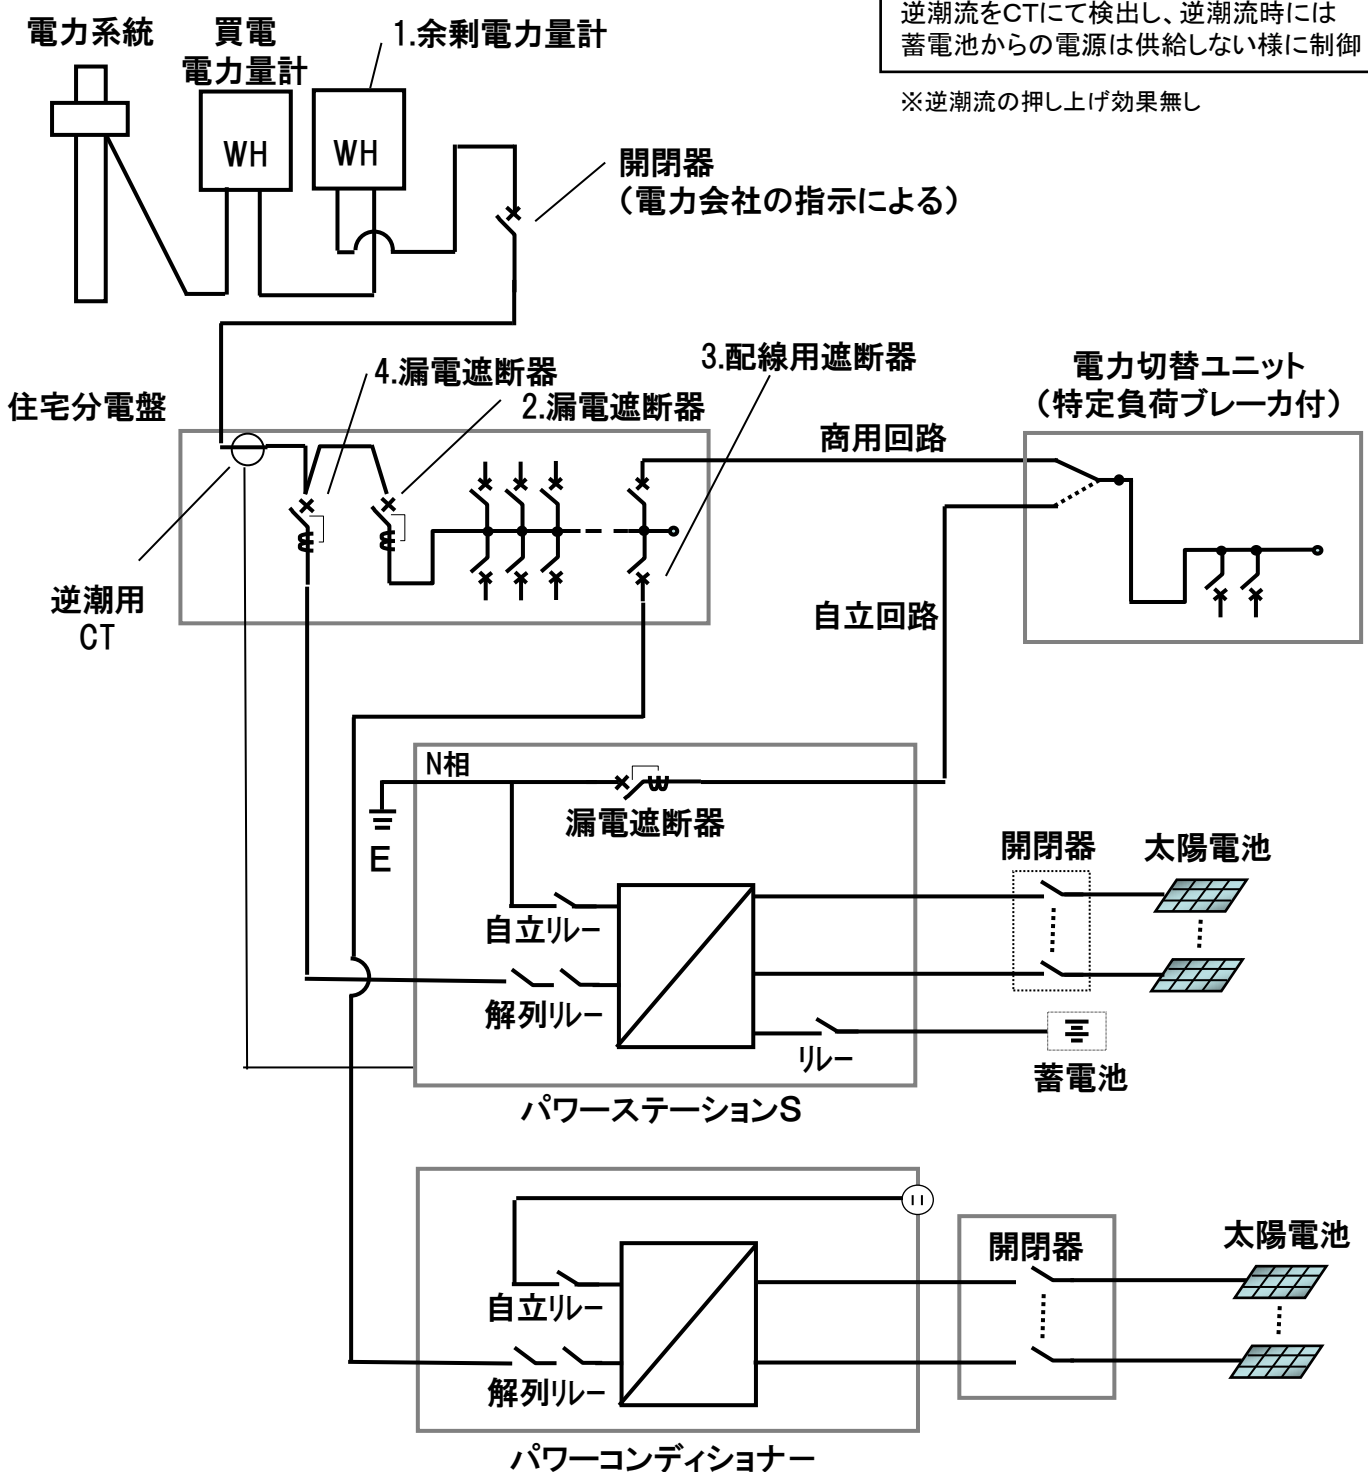 逆潮流をCTにて検出し、逆潮流時には
蓄電池からの電源は供給しない様に制御
※逆潮流の押し上げ効果無し
電力系統
買電
電力量計
1.余剰電力量計
WH
WH
開閉器
（電力会社の指示による）
住宅分電盤
4.漏電遮断器
2.漏電遮断器
3.配線用遮断器
電力切替ユニット
（特定負荷ブレーカ付）
商用回路
自立回路
逆潮用
CT
N相
漏電遮断器
E
開閉器
太陽電池
自立リレー
解列リレー
リレー
蓄電池
パワーステーションS
開閉器
太陽電池
自立リレー
解列リレー
パワーコンディショナー